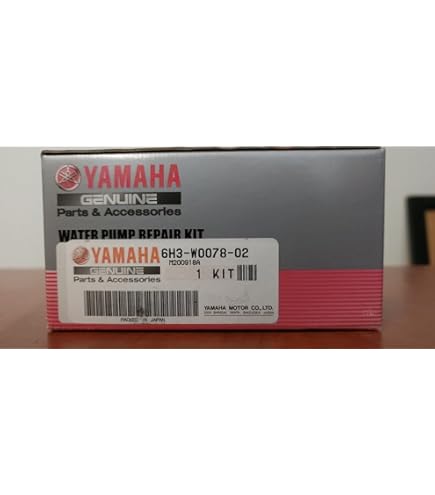 YAMAHA
GENUINE
Parts & Accessories
WATER PUMP REPAIR KIT
YAMAHA
GENUINE
Parts & Accessories
6H3-W0078-02
M200918A
1 KIT
YAMAHA MOTOR CO.,LTD.
PACKED IN JAPAN